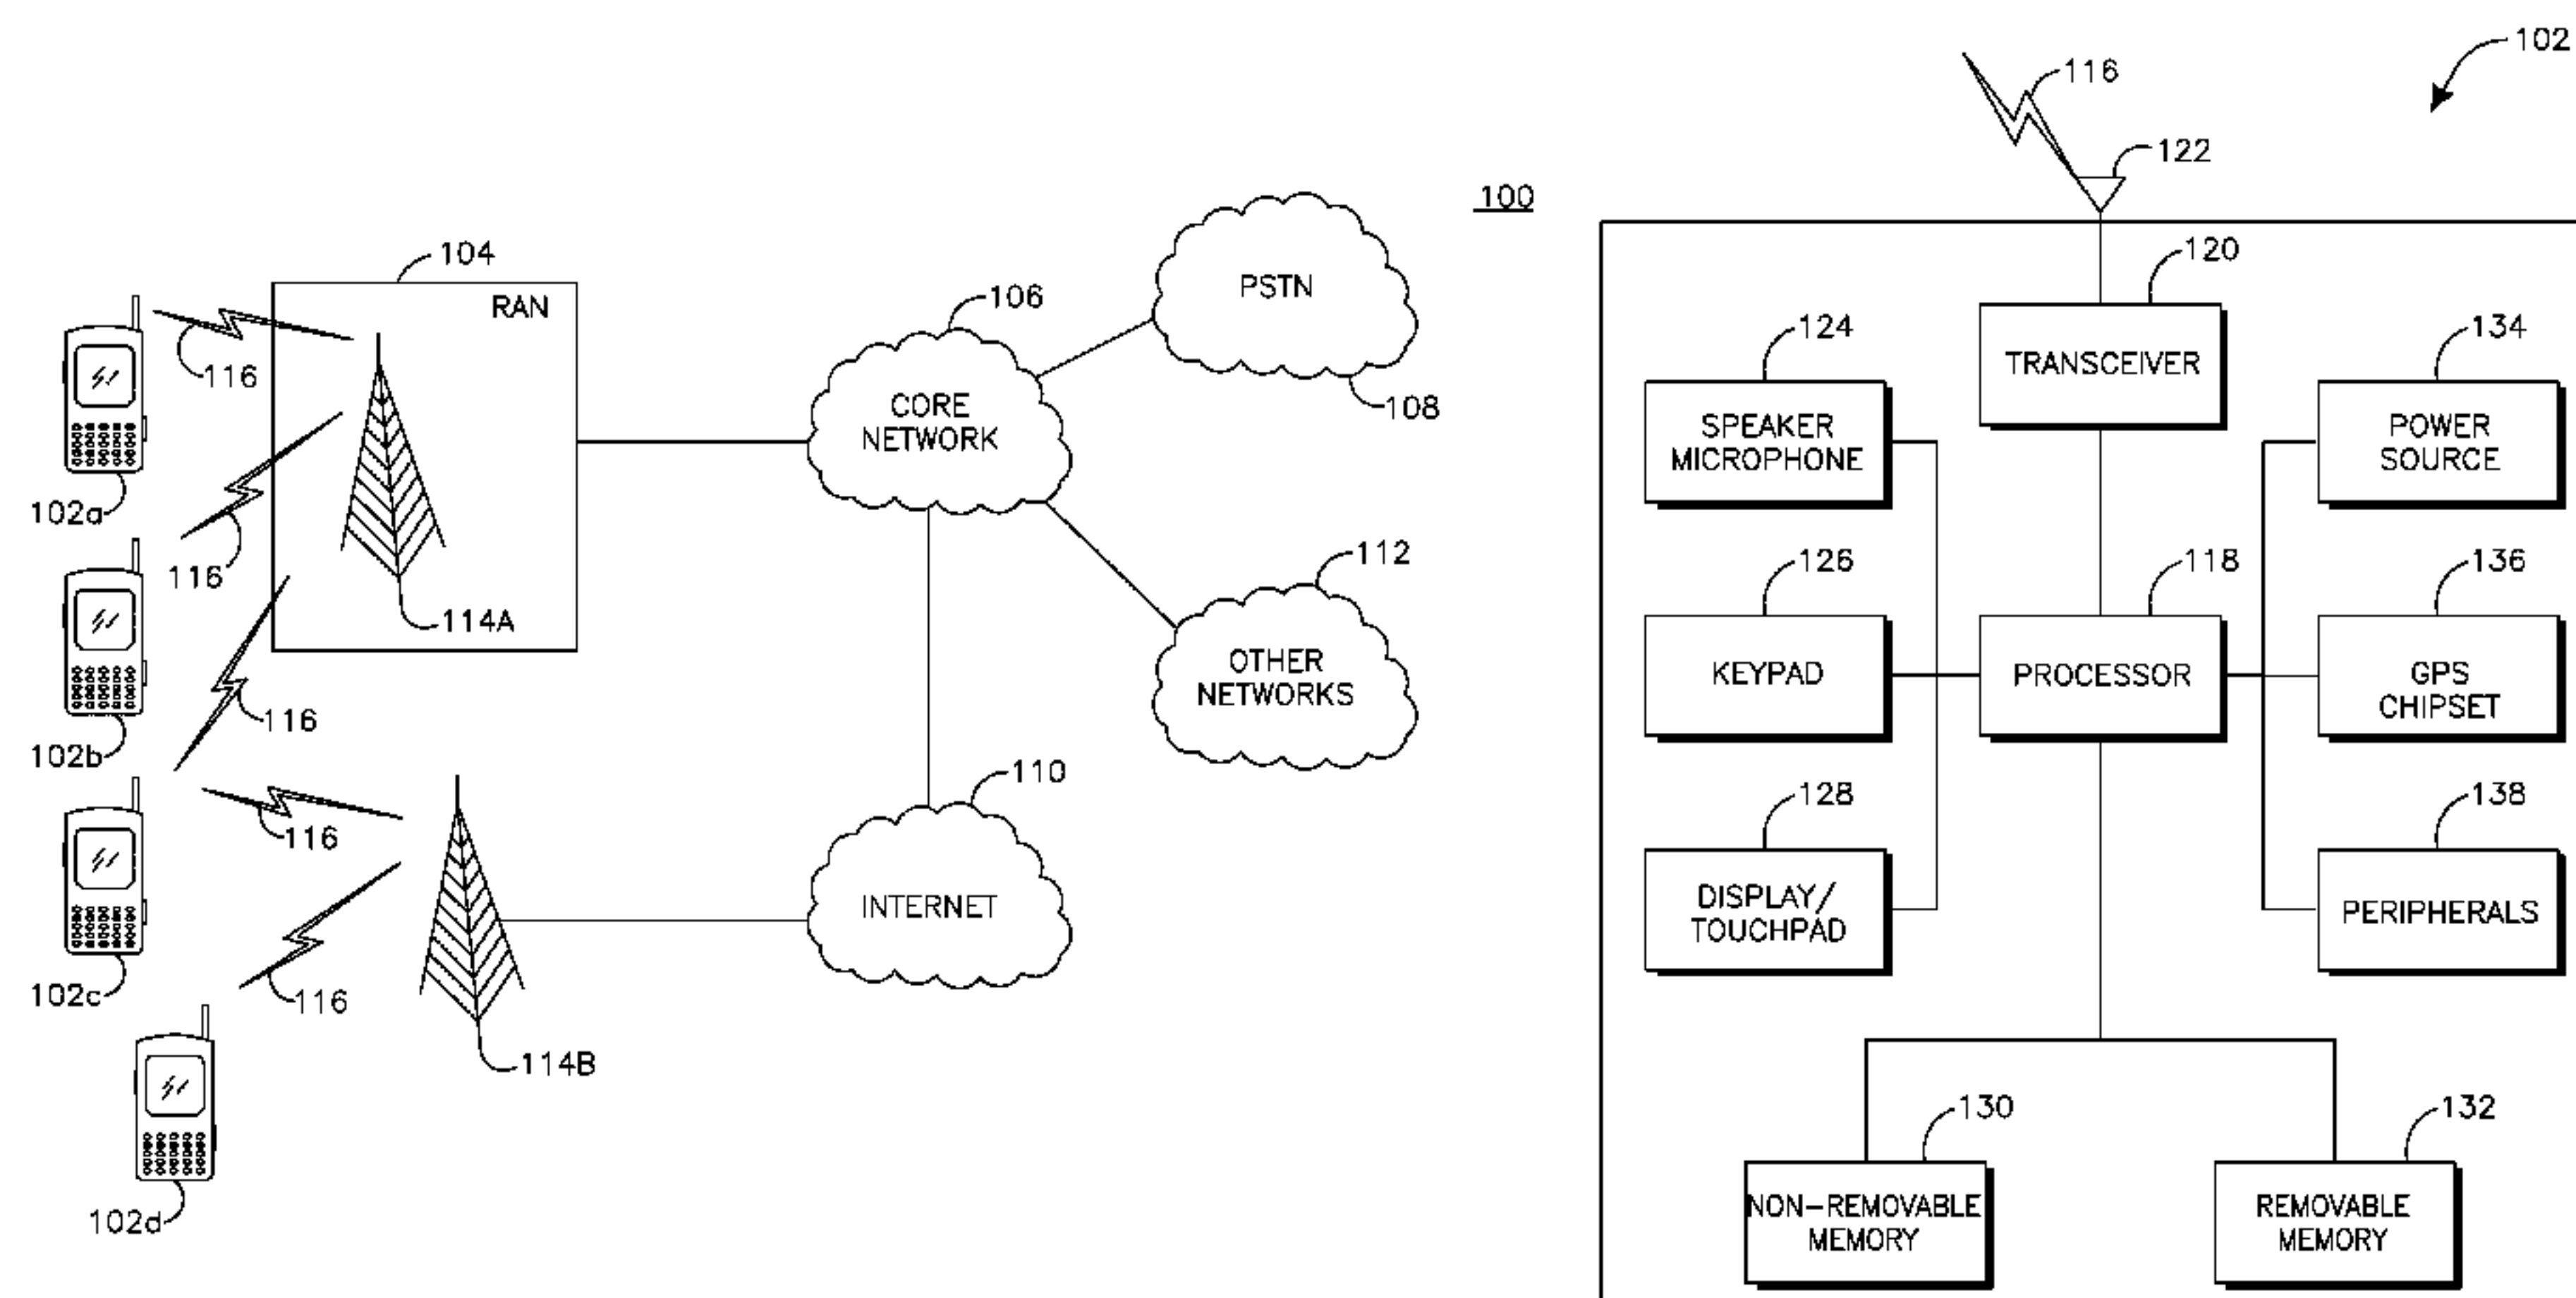 100
104
RAN
116
102a
116
114A
102b
116
116
102c
116
114B
102d
106
CORE
NETWORK
PSTN
108
112
OTHER
NETWORKS
110
INTERNET
102
116
122
120
TRANSCEIVER
124
SPEAKER
MICROPHONE
134
POWER
SOURCE
126
KEYPAD
118
PROCESSOR
136
GPS
CHIPSET
128
DISPLAY/
TOUCHPAD
138
PERIPHERALS
130
NON-REMOVABLE
MEMORY
132
REMOVABLE
MEMORY